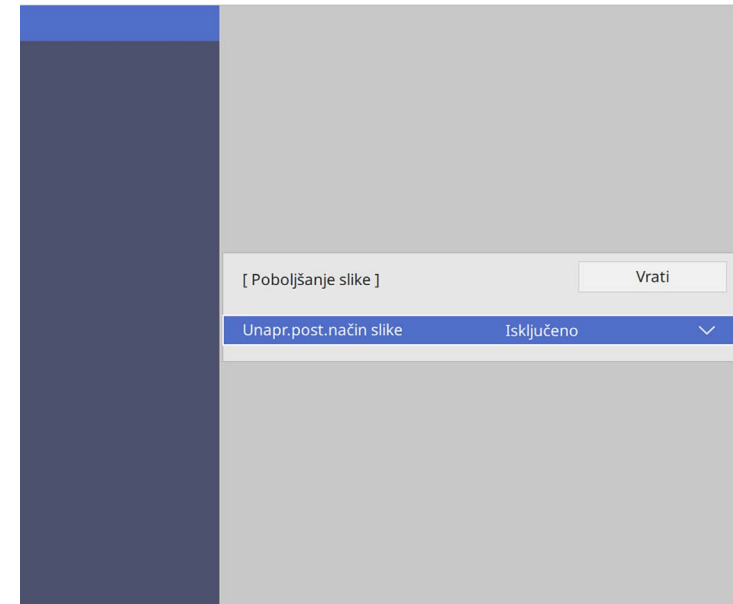 [ Poboljšanje slike ]
Vrati
Unapr.post.način slike
Isključeno